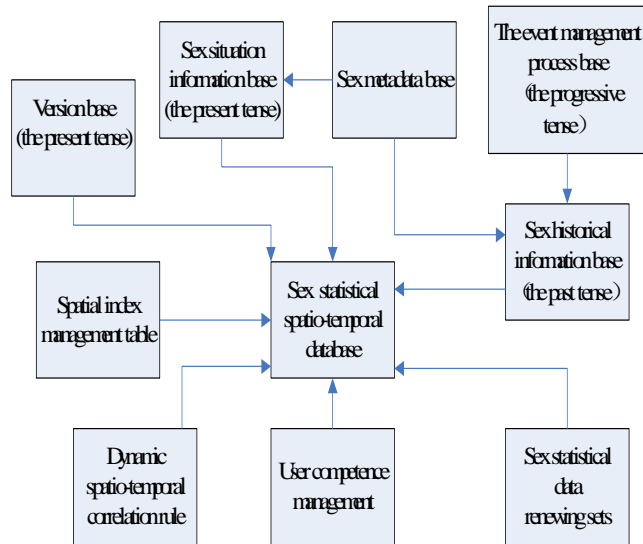 Version base
(the present tense)
Sex situation
information base
(the present tense)
Sex metadata base
The event management
process base
(the progressive
tense)
Sex historical
information base
(the past tense)
Spatial index
management table
Sex statistical
spatio-temporal
database
Dynamic
spatio-temporal
correlation rule
User competence
management
Sex statistical
data
renewing sets